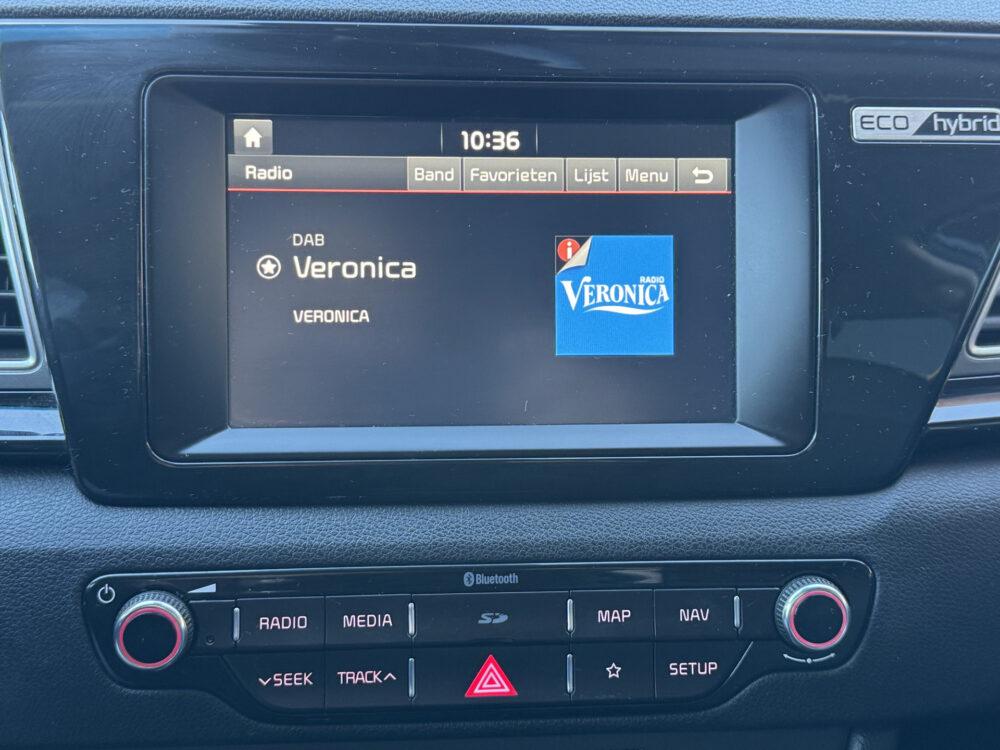 10:36
ECO hybrid
Radio Band Favorieten Lijst Menu
DAB
Veronica
VERONICA
i
RADIO
VERONICA
Bluetooth
RADIO MEDIA SD MAP NAV
SEEK TRACK SETUP